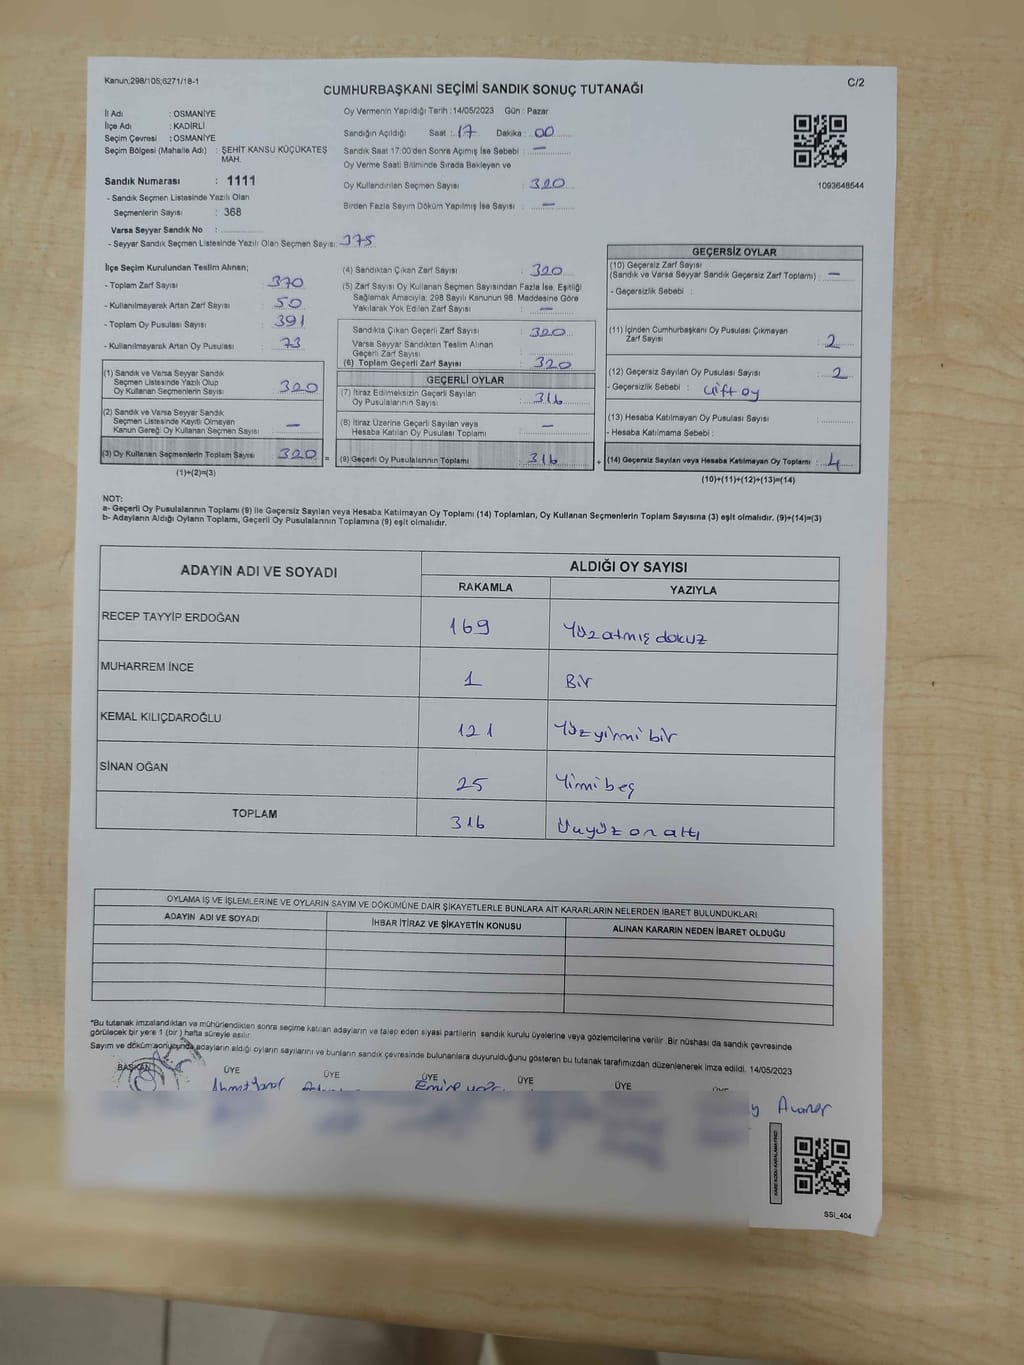 Kanun;298/105;6271/18-1
C/2
CUMHURBAŞKANI SEÇİMİ SANDIK SONUÇ TUTANAĞI
İl Adı : OSMANİYE
İlçe Adı : KADİRLİ
Seçim Çevresi : OSMANİYE
Seçim Bölgesi (Mahalle Adı) : ŞEHİT KANSU KÜÇÜKATEŞ
MAH.
Sandık Numarası : 1111
- Sandık Seçmen Listesinde Yazılı Olan
Seçmenlerin Sayısı : 368
Varsa Seyyar Sandık No :
- Seyyar Sandık Seçmen Listesinde Yazılı Olan Seçmen Sayısı: 375
Oy Vermenin Yapıldığı Tarih :14/05/2023 Gün : Pazar
Sandığın Açıldığı Saat : 17 Dakika : 00
Sandık Saat 17:00'den Sonra Açımış İse Sebebi : —
Oy Verme Saati Bitiminde Sırada Bekleyen ve
Oy Kullandırılan Seçmen Sayısı : 320
Birden Fazla Sayım Döküm Yapılmış İse Sayısı : —
1093648544
İlçe Seçim Kurulundan Teslim Alınan;
- Toplam Zarf Sayısı : 370
- Kullanılmayarak Artan Zarf Sayısı : 50
- Toplam Oy Pusulası Sayısı : 391
- Kullanılmayarak Artan Oy Pusulası : 73
(1) Sandık ve Varsa Seyyar Sandık
Seçmen Listesinde Yazılı Olup
Oy Kullanan Seçmenlerin Sayısı : 320
(2) Sandık ve Varsa Seyyar Sandık
Seçmen Listesinde Kayıtlı Olmayan
Kanun Gereği Oy Kullanan Seçmen Sayısı : —
(3) Oy Kullanan Seçmenlerin Toplam Sayısı : 320 =
(1)+(2)=(3)
(4) Sandıktan Çıkan Zarf Sayısı : 320
(5) Zarf Sayısı Oy Kullanan Seçmen Sayısından Fazla İse, Eşitliği
Sağlamak Amacıyla; 298 Sayılı Kanunun 98. Maddesine Göre
Yakılarak Yok Edilen Zarf Sayısı : —
Sandıkta Çıkan Geçerli Zarf Sayısı : 320
Varsa Seyyar Sandıktan Teslim Alınan
Geçerli Zarf Sayısı
(6) Toplam Geçerli Zarf Sayısı : 320
GEÇERLİ OYLAR
(7) İtiraz Edilmeksizin Geçerli Sayılan
Oy Pusulalarının Sayısı : 316
(8) İtiraz Üzerine Geçerli Sayılan veya
Hesaba Katılan Oy Pusulası Toplamı : —
(9) Geçerli Oy Pusulalarının Toplamı : 316 +
GEÇERSİZ OYLAR
(10) Geçersiz Zarf Sayısı
(Sandık ve Varsa Seyyar Sandık Geçersiz Zarf Toplamı) : —
- Geçersizlik Sebebi :
(11) İçinden Cumhurbaşkanı Oy Pusulası Çıkmayan
Zarf Sayısı : 2
(12) Geçersiz Sayılan Oy Pusulası Sayısı : 2
- Geçersizlik Sebebi : Çift oy
(13) Hesaba Katılmayan Oy Pusulası Sayısı :
- Hesaba Katılmama Sebebi :
(14) Geçersiz Sayılan veya Hesaba Katılmayan Oy Toplamı : 4
(10)+(11)+(12)+(13)=(14)
NOT:
a- Geçerli Oy Pusulalarının Toplamı (9) ile Geçersiz Sayılan veya Hesaba Katılmayan Oy Toplamı (14) Toplamları, Oy Kullanan Seçmenlerin Toplam Sayısına (3) eşit olmalıdır. (9)+(14)=(3)
b- Adayların Aldığı Oyların Toplamı, Geçerli Oy Pusulalarının Toplamına (9) eşit olmalıdır.
ADAYIN ADI VE SOYADI
ALDIĞI OY SAYISI
RAKAMLA YAZIYLA
RECEP TAYYİP ERDOĞAN 169 Yüz atmış dokuz
MUHARREM İNCE 1 Bir
KEMAL KILIÇDAROĞLU 121 Yüz yirmi bir
SİNAN OĞAN 25 Yirmi beş
TOPLAM 316 Üçyüz on altı
OYLAMA İŞ VE İŞLEMLERİNE VE OYLARIN SAYIM VE DÖKÜMÜNE DAİR ŞİKAYETLERLE BUNLARA AİT KARARLARIN NELERDEN İBARET BULUNDUKLARI
ADAYIN ADI VE SOYADI İHBAR İTİRAZ VE ŞİKAYETİN KONUSU ALINAN KARARIN NEDEN İBARET OLDUĞU
*Bu tutanak imzalandıktan ve mühürlendikten sonra seçime katılan adayların ve talep eden siyasi partilerin sandık kurulu üyelerine veya gözlemcilerine verilir. Bir nüshası da sandık çevresinde
görülecek bir yere 1 (bir ) hafta süreyle asılır.
Sayım ve döküm sonucunda adayların aldığı oyların sayılarını ve bunların sandık çevresinde bulunanlara duyurulduğunu gösteren bu tutanak tarafımızdan düzenlenerek imza edildi. 14/05/2023
BAŞKAN ÜYE ÜYE ÜYE ÜYE ÜYE
SSİ_404